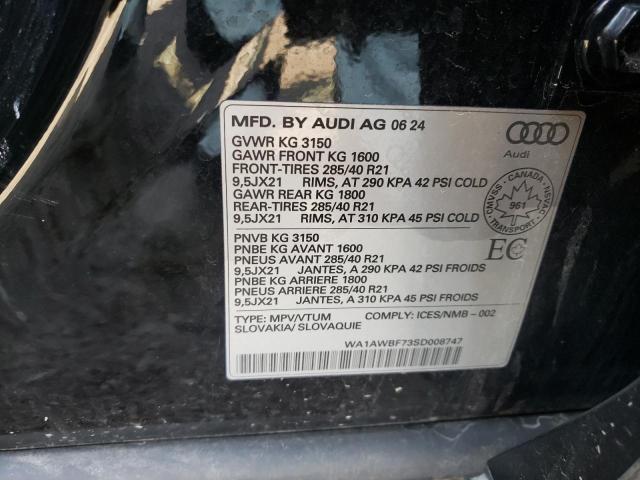 MFD. BY AUDI AG 06 24
GVWR KG 3150
GAWR FRONT KG 1600
FRONT-TIRES 285/40 R21
9,5JX21 RIMS, AT 290 KPA 42 PSI COLD
GAWR REAR KG 1800
REAR-TIRES 285/40 R21
9,5JX21 RIMS, AT 310 KPA 45 PSI COLD
Audi
CMVSS - CANADA - NSVAC
961
PNVB KG 3150
PNBE KG AVANT 1600
PNEUS AVANT 285/40 R21
9,5JX21 JANTES, A 290 KPA 42 PSI FROIDS
PNBE KG ARRIERE 1800
PNEUS ARRIERE 285/40 R21
9,5JX21 JANTES, A 310 KPA 45 PSI FROIDS
EC
TYPE: MPV/VTUM COMPLY: ICES/NMB-002
SLOVAKIA/ SLOVAQUIE
WA1AWBF73SD008747